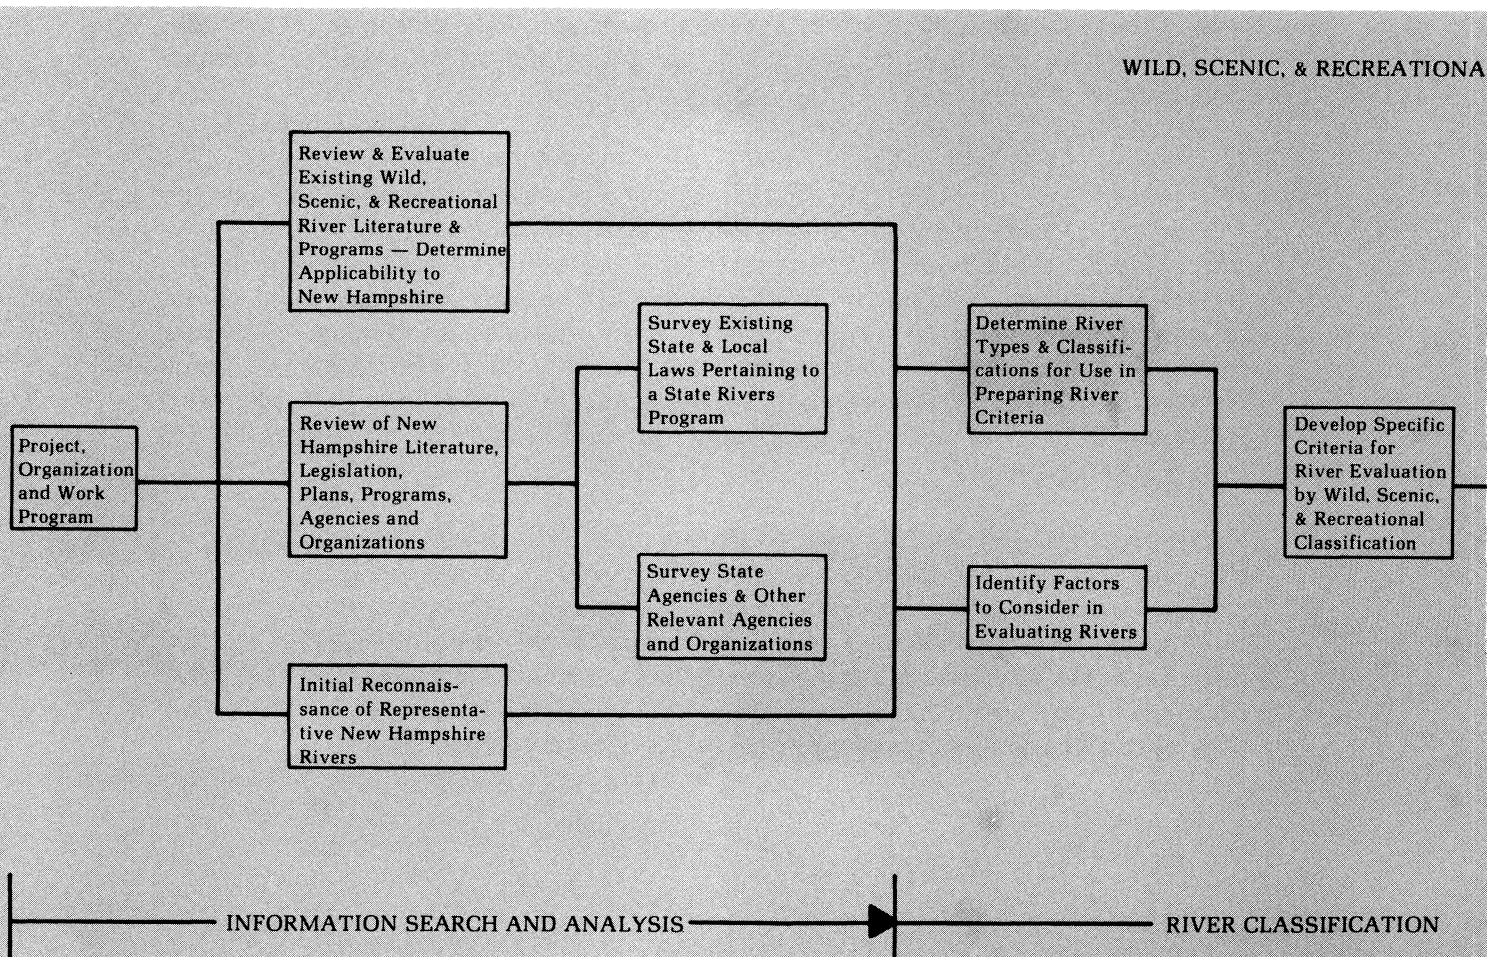 WILD, SCENIC, & RECREATIONA
Review & Evaluate
Existing Wild,
Scenic, & Recreational
River Literature &
Programs — Determine
Applicability to
New Hampshire
Survey Existing
State & Local
Laws Pertaining to
a State Rivers
Program
Determine River
Types & Classifi-
cations for Use in
Preparing River
Criteria
Project,
Organization
and Work
Program
Review of New
Hampshire Literature,
Legislation,
Plans, Programs,
Agencies and
Organizations
Develop Specific
Criteria for
River Evaluation
by Wild, Scenic,
& Recreational
Classification
Survey State
Agencies & Other
Relevant Agencies
and Organizations
Identify Factors
to Consider in
Evaluating Rivers
Initial Reconnais-
sance of Representa-
tive New Hampshire
Rivers
INFORMATION SEARCH AND ANALYSIS
RIVER CLASSIFICATION